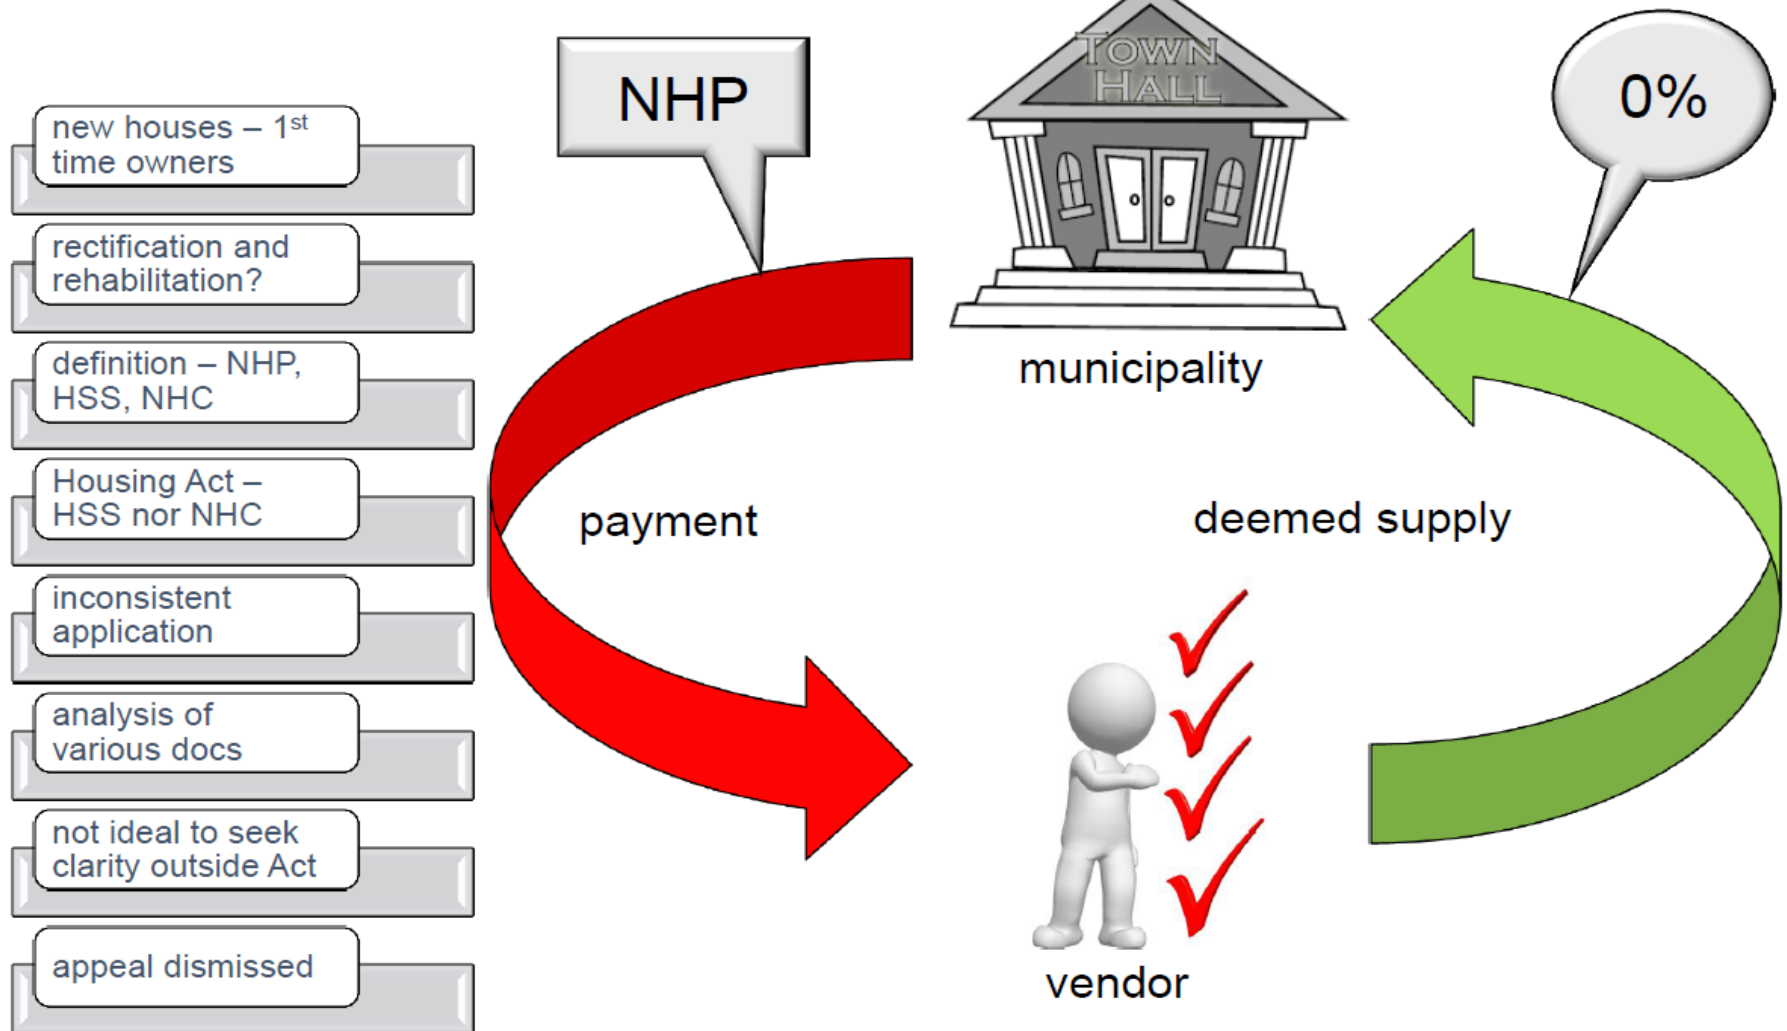 new houses – 1st
time owners
rectification and
rehabilitation?
definition – NHP,
HSS, NHC
Housing Act –
HSS nor NHC
inconsistent
application
analysis of
various docs
not ideal to seek
clarity outside Act
appeal dismissed
NHP
TOWN
HALL
0%
municipality
payment
deemed supply
vendor